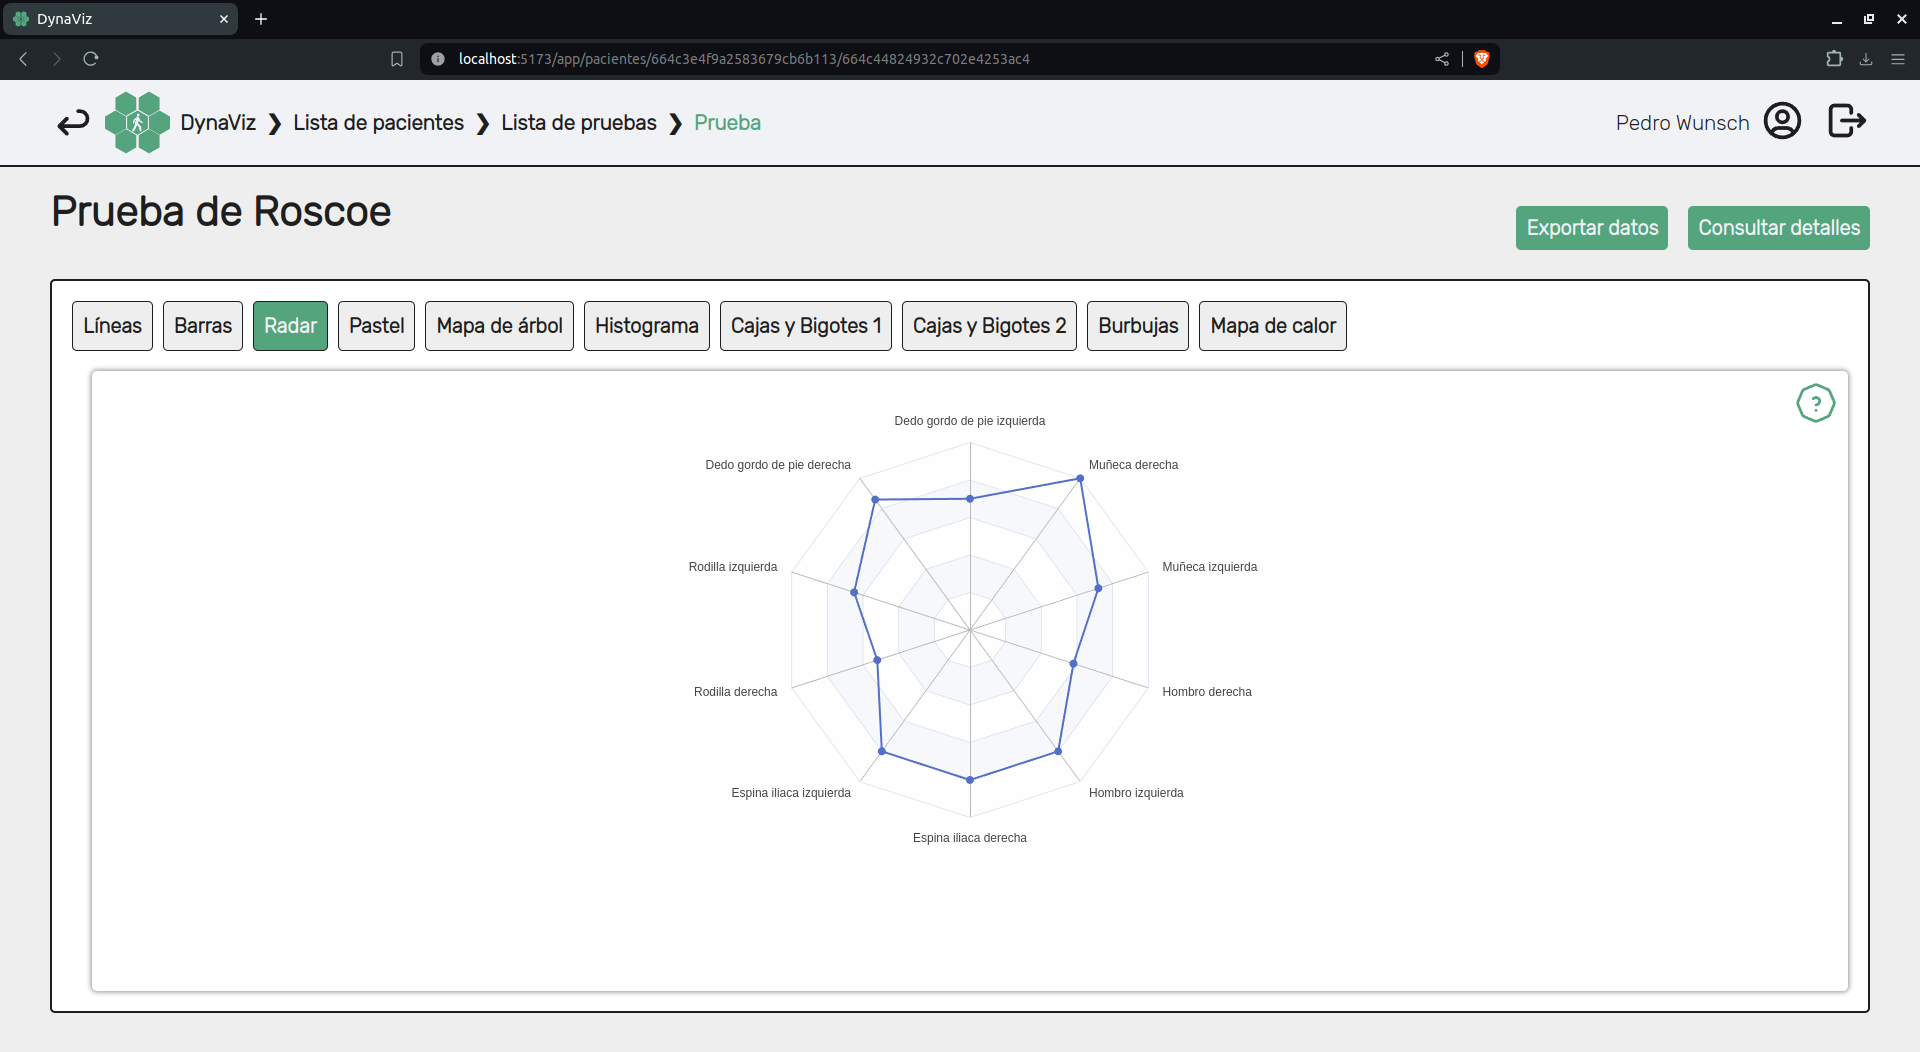 DynaViz
localhost:5173/app/pacientes/664c3e4f9a2583679cb6b113/664c44824932c702e4253ac4
DynaViz ❯ Lista de pacientes ❯ Lista de pruebas ❯ Prueba
Pedro Wunsch
Prueba de Roscoe
Exportar datos
Consultar detalles
Líneas
Barras
Radar
Pastel
Mapa de árbol
Histograma
Cajas y Bigotes 1
Cajas y Bigotes 2
Burbujas
Mapa de calor
?
Dedo gordo de pie izquierda
Dedo gordo de pie derecha
Muñeca derecha
Rodilla izquierda
Muñeca izquierda
Rodilla derecha
Hombro derecha
Espina iliaca izquierda
Hombro izquierda
Espina iliaca derecha